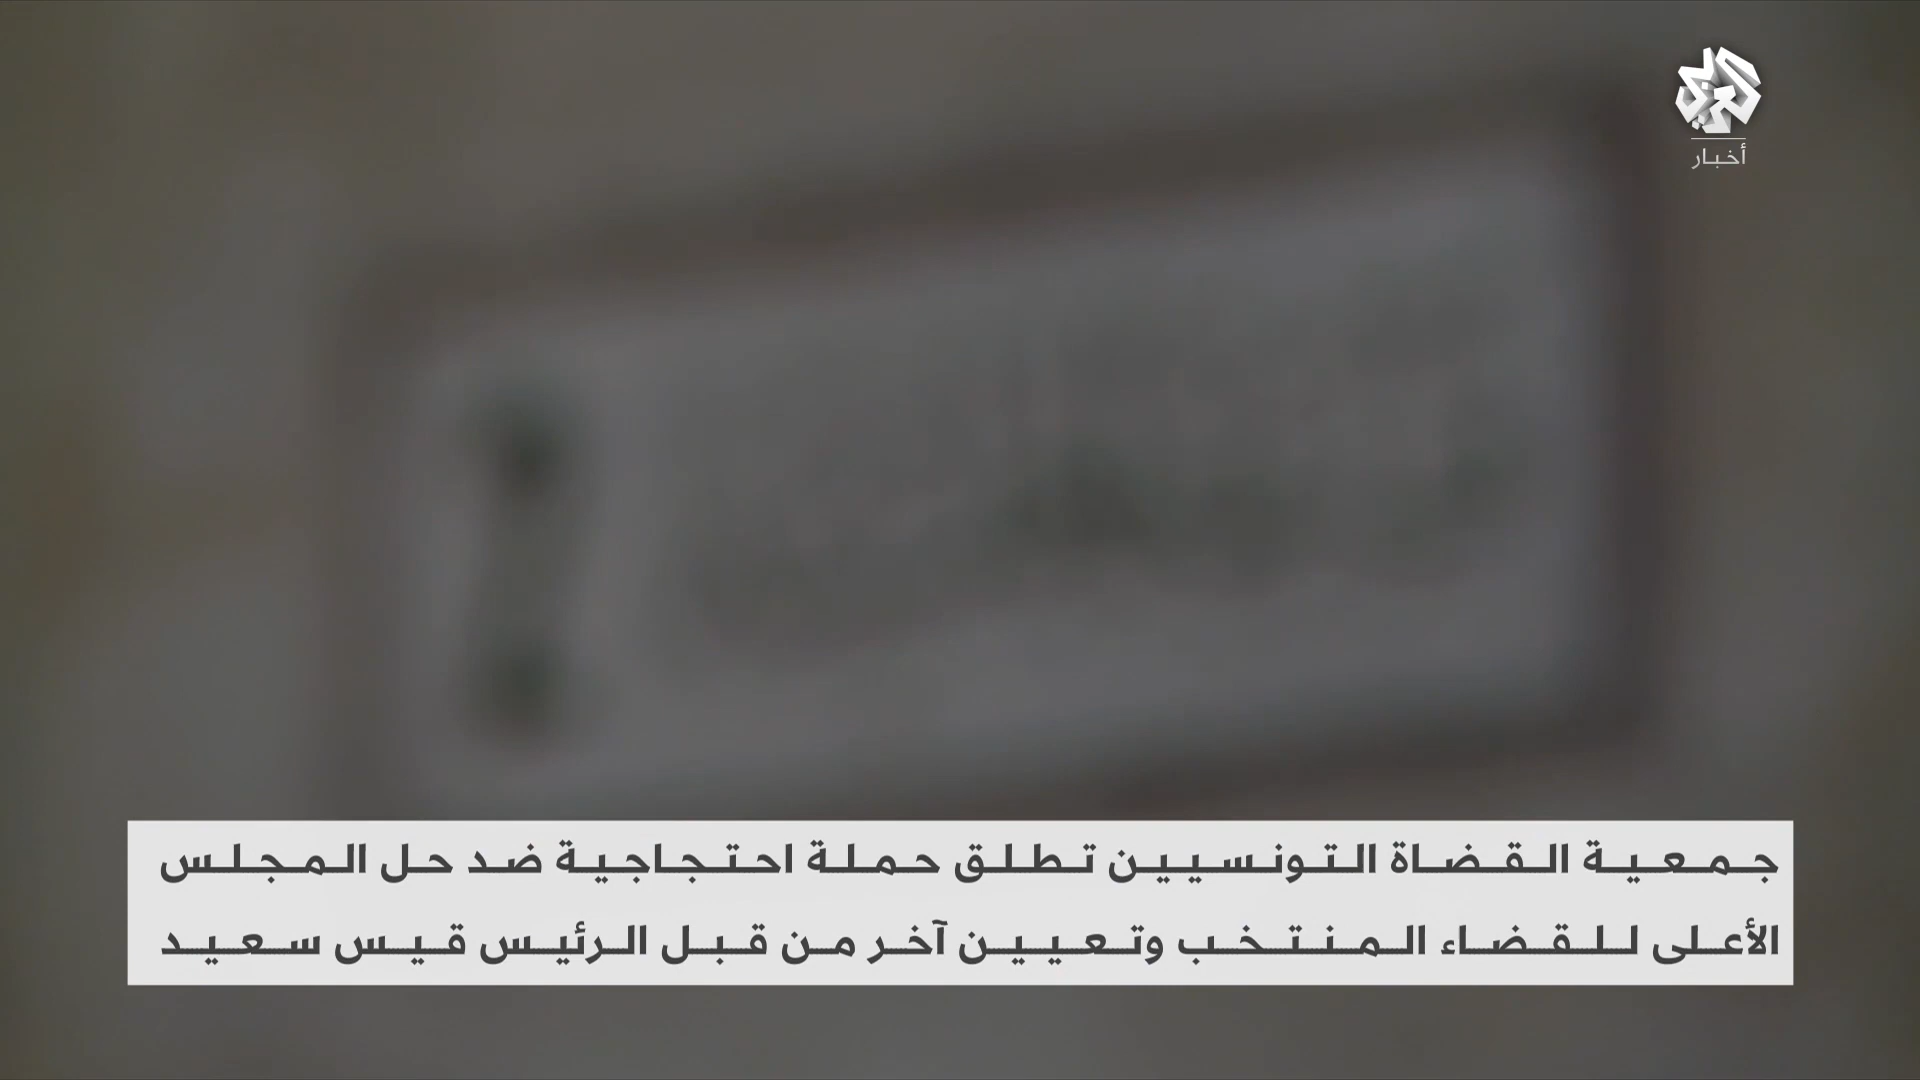 العربي
أخبار
جمعية القضاة التونسيين تطلق حملة احتجاجية ضد حل المجلس
الأعلى للقضاء المنتخب وتعيين آخر من قبل الرئيس قيس سعيد